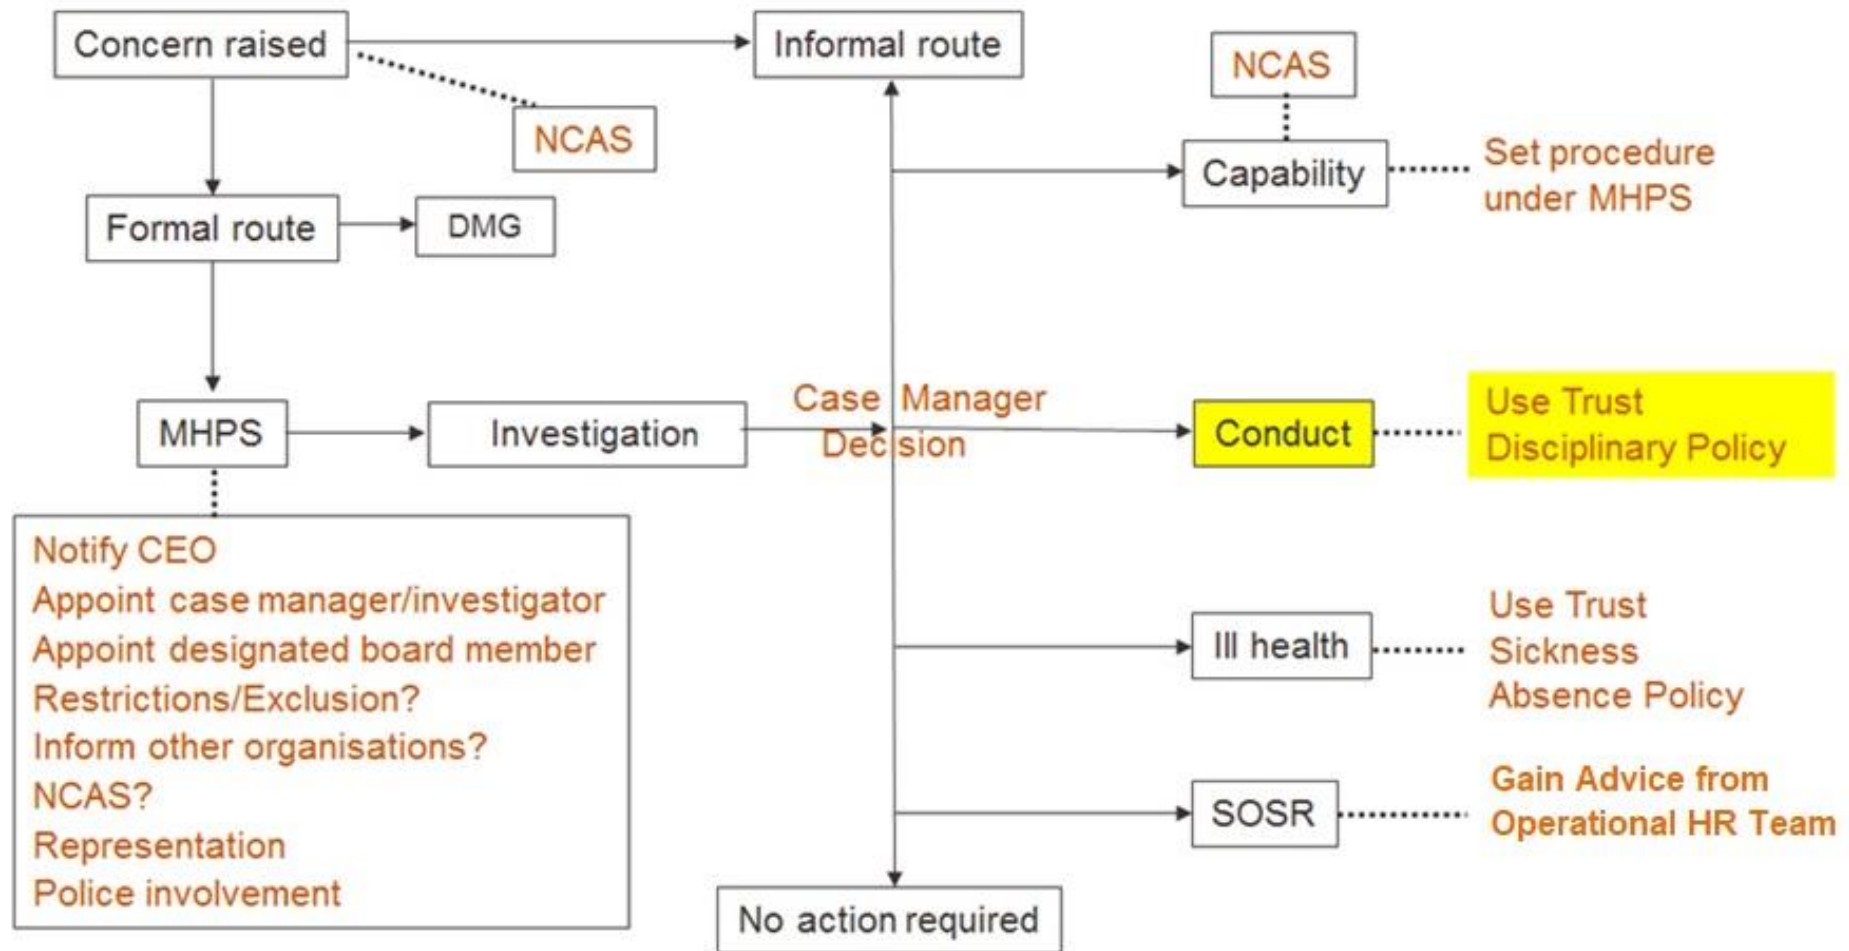 Concern raised
Informal route
NCAS
NCAS
Capability
Set procedure
under MHPS
Formal route
DMG
MHPS
Investigation
Case Manager
Decision
Conduct
Use Trust
Disciplinary Policy
Notify CEO
Appoint case manager/investigator
Appoint designated board member
Restrictions/Exclusion?
Inform other organisations?
NCAS?
Representation
Police involvement
Ill health
Use Trust
Sickness
Absence Policy
SOSR
Gain Advice from
Operational HR Team
No action required